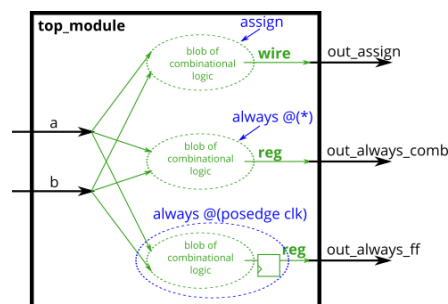 top_module
assign
blob of
combinational
logic
wire
out_assign
a
always @(*)
blob of
combinational
logic
reg
out_always_comb
b
always @(posedge clk)
blob of
combinational
logic
reg
out_always_ff